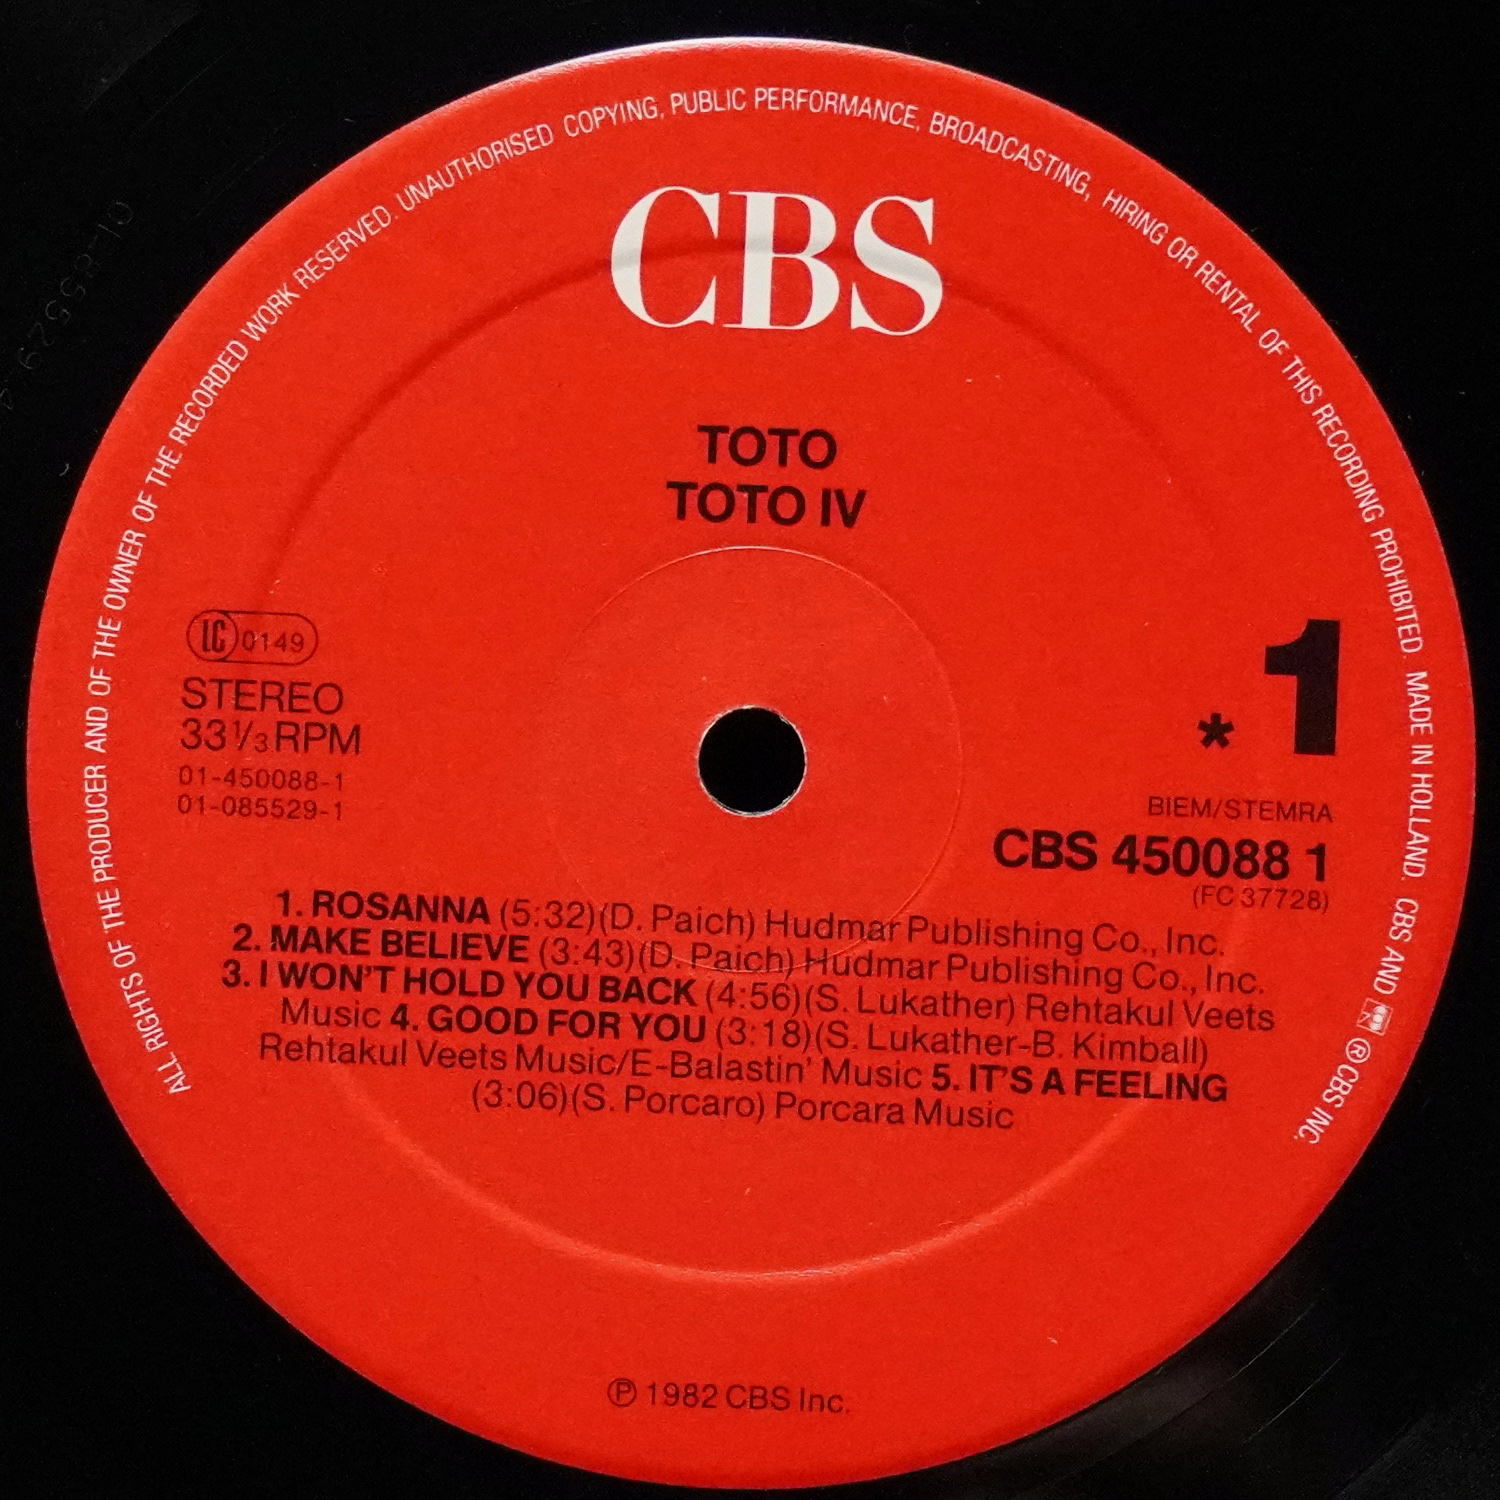 ALL RIGHTS OF THE PRODUCER AND OF THE OWNER OF THE RECORDED WORK RESERVED. UNAUTHORISED COPYING, PUBLIC PERFORMANCE, BROADCASTING, HIRING OR RENTAL OF THIS RECORDING PROHIBITED. MADE IN HOLLAND. CBS AND ® CBS INC.
CBS
TOTO
TOTO IV
LC 0149
STEREO
33 1/3 RPM
01-450088-1
01-085529-1
* 1
BIEM/STEMRA
CBS 450088 1
(FC 37728)
1. ROSANNA (5:32)(D. Paich) Hudmar Publishing Co., Inc.
2. MAKE BELIEVE (3:43)(D. Paich) Hudmar Publishing Co., Inc.
3. I WON'T HOLD YOU BACK (4:56)(S. Lukather) Rehtakul Veets
Music 4. GOOD FOR YOU (3:18)(S. Lukather-B. Kimball)
Rehtakul Veets Music/E-Balastin' Music 5. IT'S A FEELING
(3:06)(S. Porcaro) Porcara Music
℗ 1982 CBS Inc.